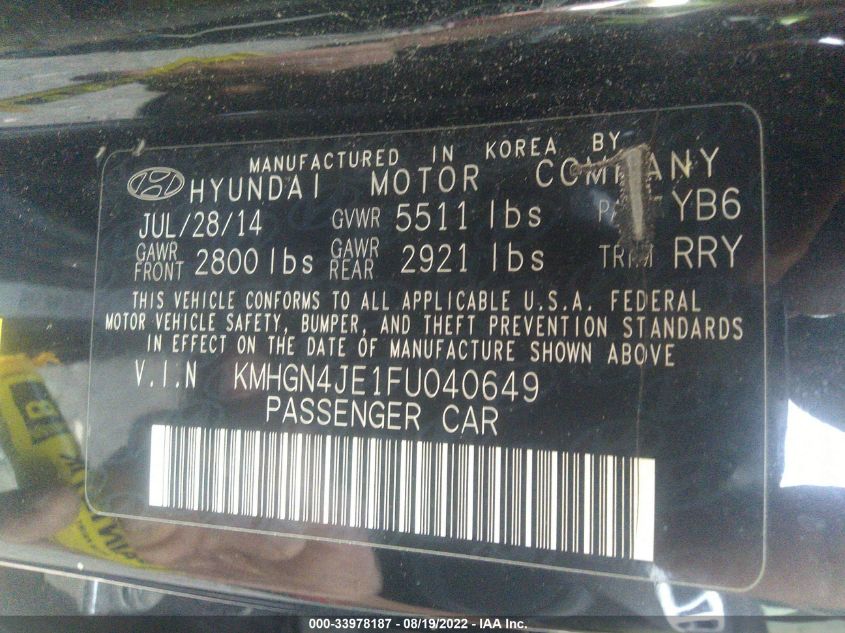 MANUFACTURED IN KOREA BY
HYUNDAI MOTOR COMPANY
JUL/28/14 GVWR 5511 lbs YB6
GAWR FRONT 2800 lbs GAWR REAR 2921 lbs TRIM RRY
THIS VEHICLE CONFORMS TO ALL APPLICABLE U.S.A. FEDERAL
MOTOR VEHICLE SAFETY, BUMPER, AND THEFT PREVENTION STANDARDS
IN EFFECT ON THE DATE OF MANUFACTURE SHOWN ABOVE
V.I.N KMHGN4JE1FU040649
PASSENGER CAR
000-33978187 - 08/19/2022 - IAA Inc.